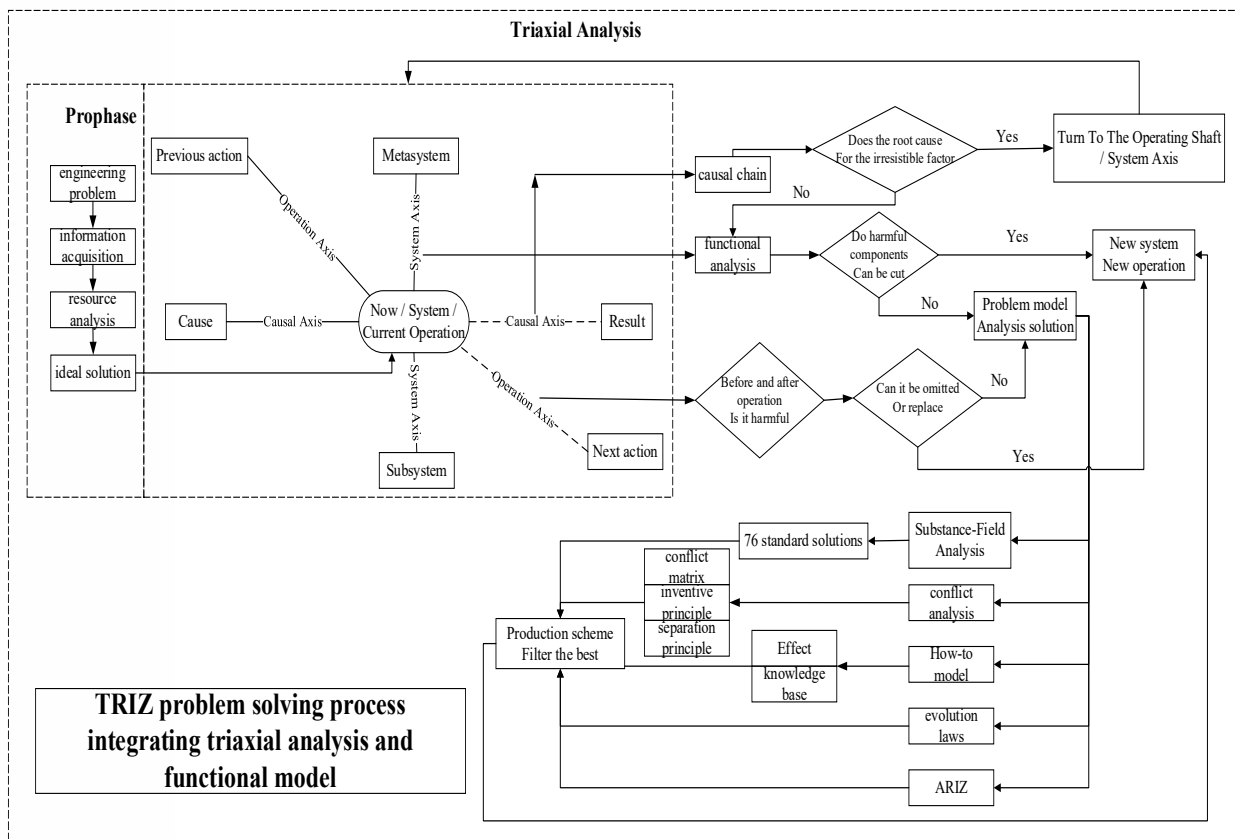 Triaxial Analysis
Prophase
engineering
problem
information
acquisition
resource
analysis
ideal solution
Previous action
Metasystem
Operation Axis
System Axis
Cause
Causal Axis
Now / System /
Current Operation
Causal Axis
Result
System Axis
Operation Axis
Subsystem
Next action
causal chain
Does the root cause
For the irresistible factor
Yes
Turn To The Operating Shaft
/ System Axis
No
functional
analysis
Do harmful
components
Can be cut
Yes
New system
New operation
No
Problem model
Analysis solution
Before and after
operation
Is it harmful
Can it be omitted
Or replace
No
Yes
76 standard solutions
Substance-Field
Analysis
conflict
matrix
inventive
principle
separation
principle
conflict
analysis
Production scheme
Filter the best
Effect
knowledge
base
How-to
model
evolution
laws
ARIZ
TRIZ problem solving process
integrating triaxial analysis and
functional model